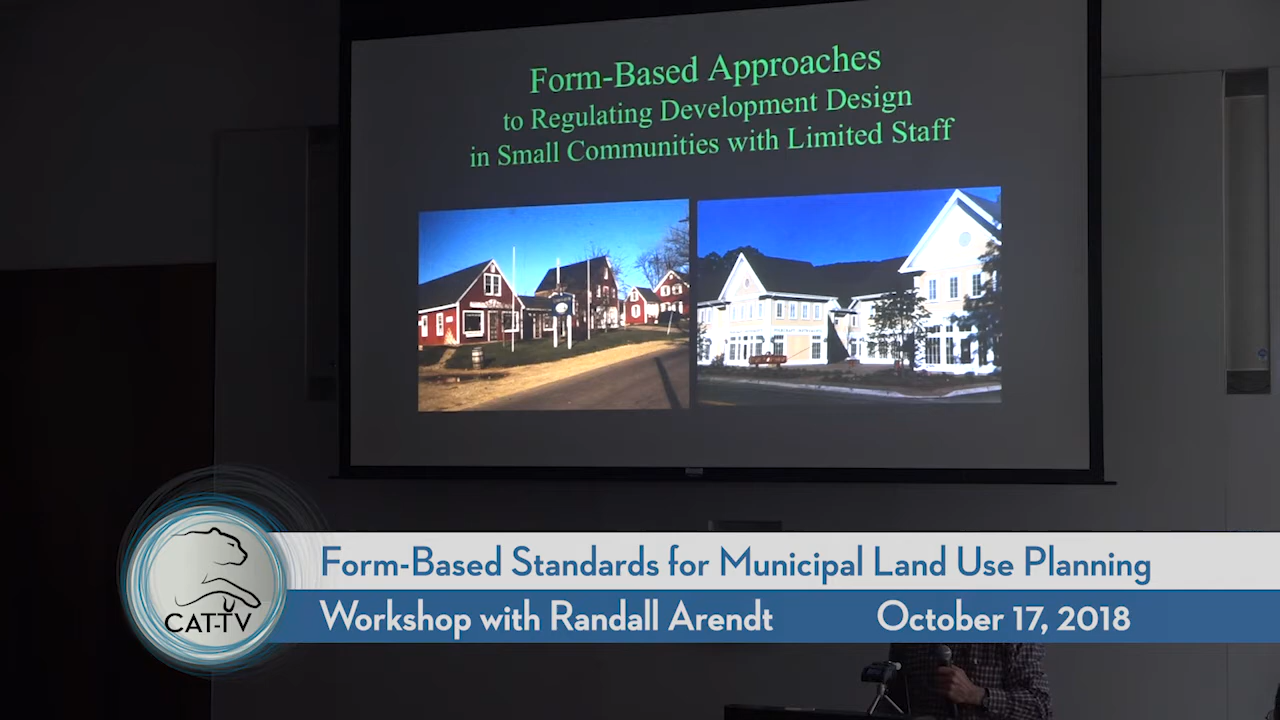 Form-Based Approaches
to Regulating Development Design
in Small Communities with Limited Staff
CAT-TV
Form-Based Standards for Municipal Land Use Planning
Workshop with Randall Arendt October 17, 2018